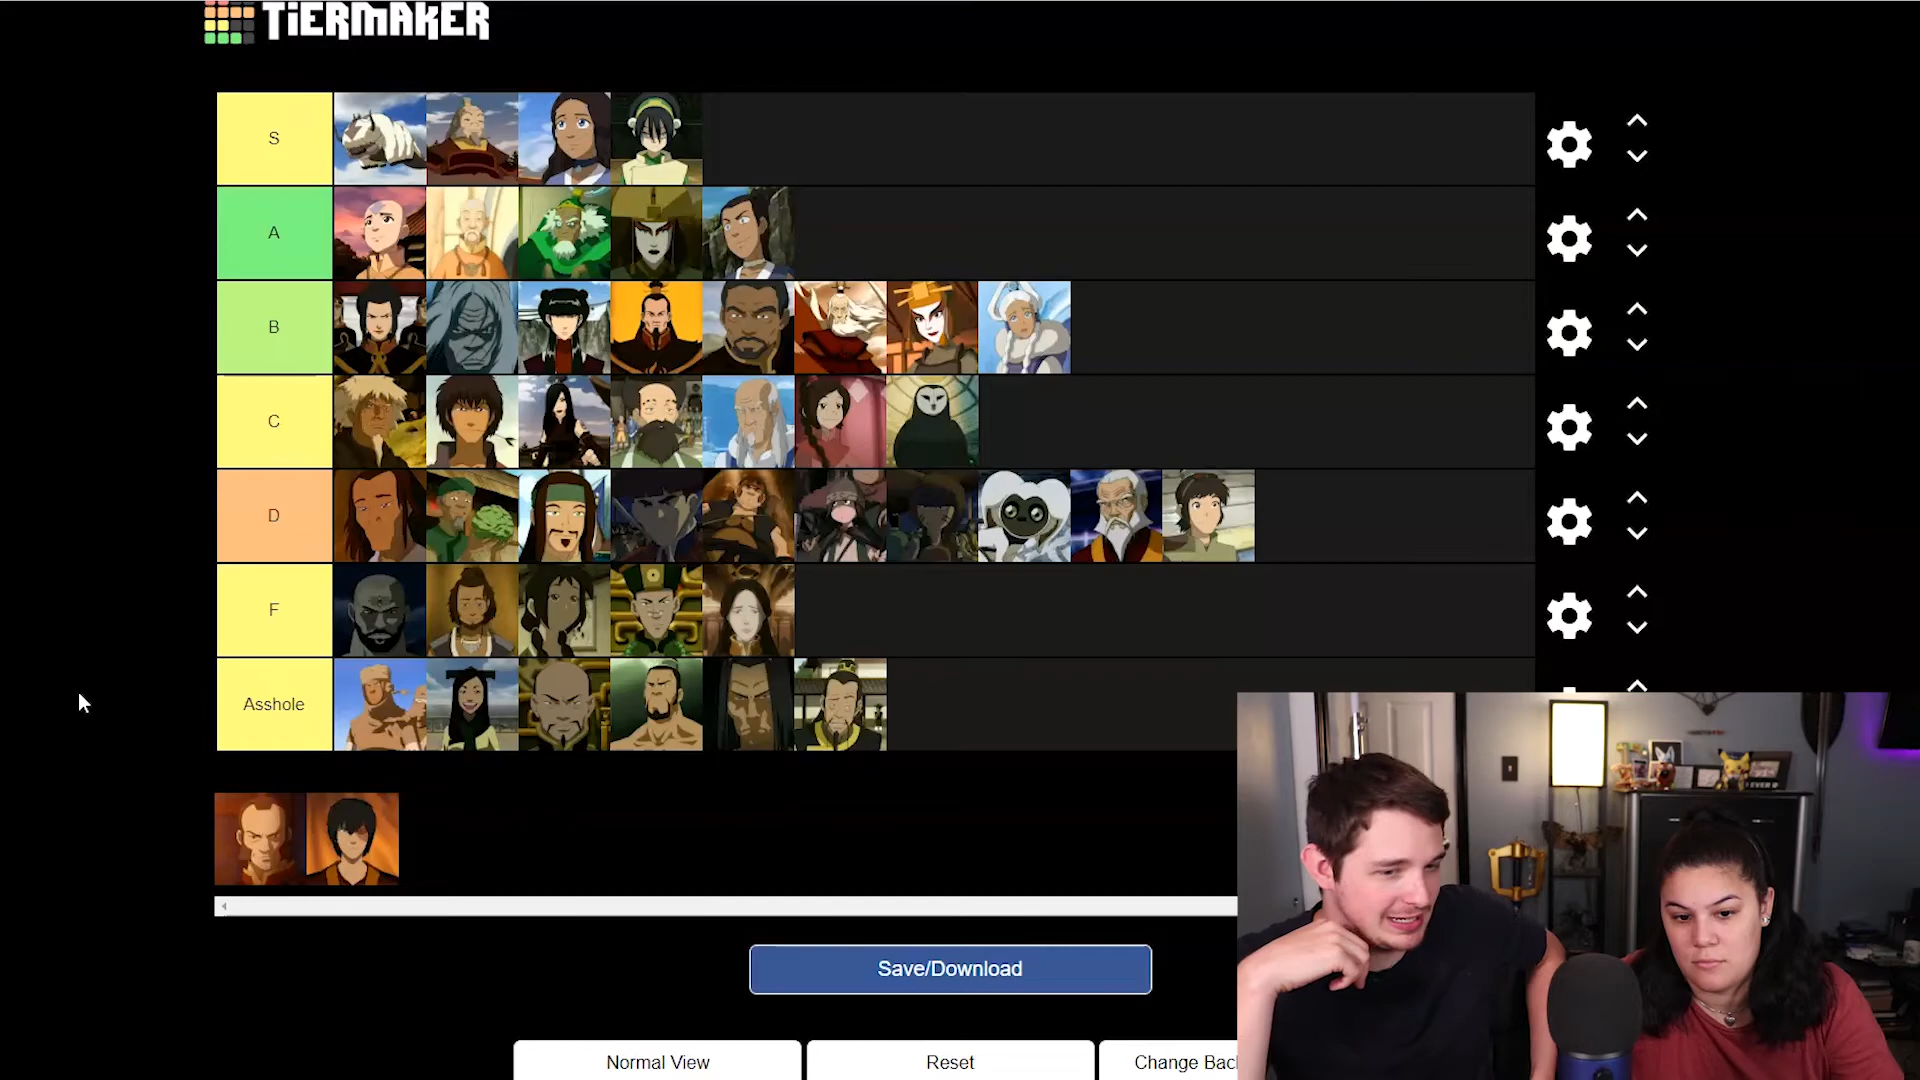 TiERMAKER
S
A
B
C
D
F
Asshole
Save/Download
Normal View
Reset
Change Bac